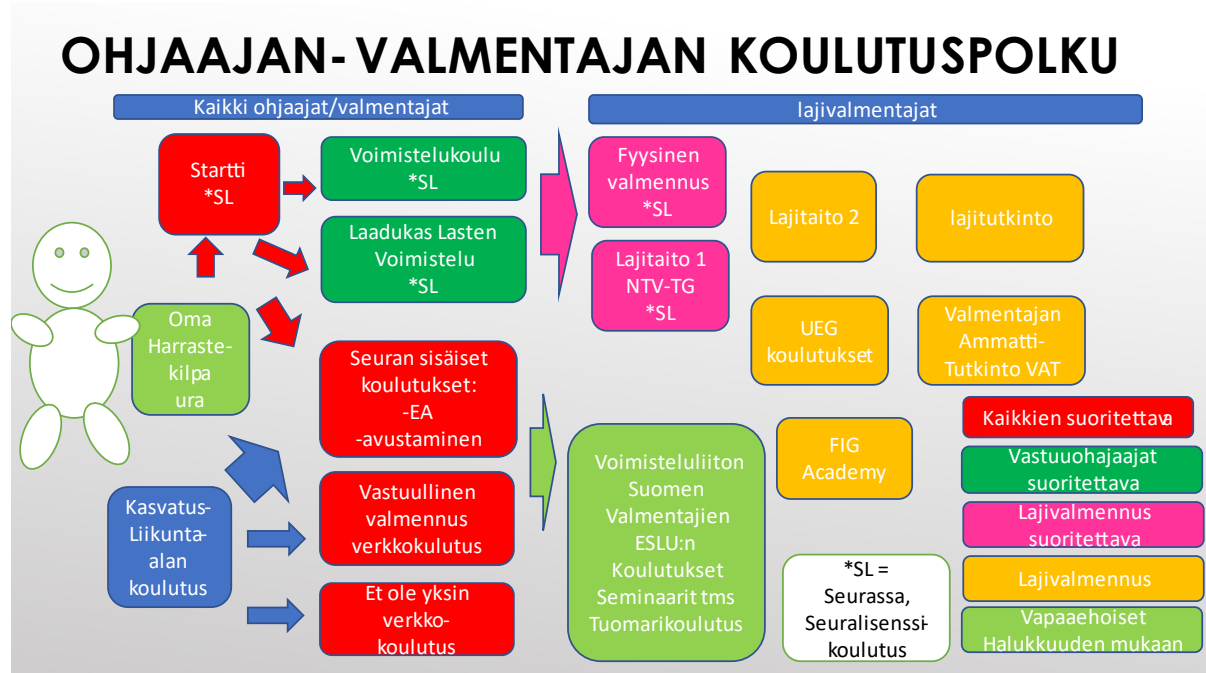 OHJAAJAN- VALMENTAJAN KOULUTUSPOLKU
Kaikki ohjaajat/valmentajat
lajivalmentajat
Startti
*SL
Voimistelukoulu
*SL
Laadukas Lasten
Voimistelu
*SL
Oma
Harraste-
kilpa
ura
Seuran sisäiset
koulutukset:
-EA
-avustaminen
Kasvatus-
Liikunta-
alan
koulutus
Vastuullinen
valmennus
verkkokulutus
Et ole yksin
verkko-
koulutus
Fyysinen
valmennus
*SL
Lajitaito 1
NTV-TG
*SL
Lajitaito 2
lajitutkinto
UEG
koulutukset
Valmentajan
Ammatti-
Tutkinto VAT
FIG
Academy
Voimisteluliiton
Suomen
Valmentajien
ESLU:n
Koulutukset
Seminaarit tms
Tuomarikoulutus
*SL =
Seurassa,
Seuralisenssi-
koulutus
Kaikkien suoritettava
Vastuuohajaajat
suoritettava
Lajivalmennus
suoritettava
Lajivalmennus
Vapaaehoiset
Halukkuuden mukaan